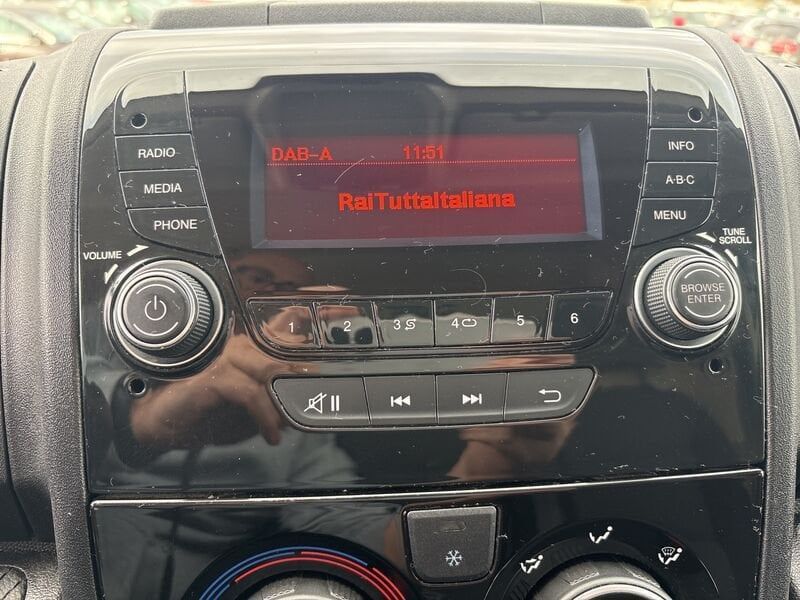 DAB-A 11:51
RaiTuttaItaliana
RADIO
MEDIA
PHONE
VOLUME
INFO
A·B·C
MENU
TUNE
SCROLL
BROWSE
ENTER
1 2 3 4 5 6